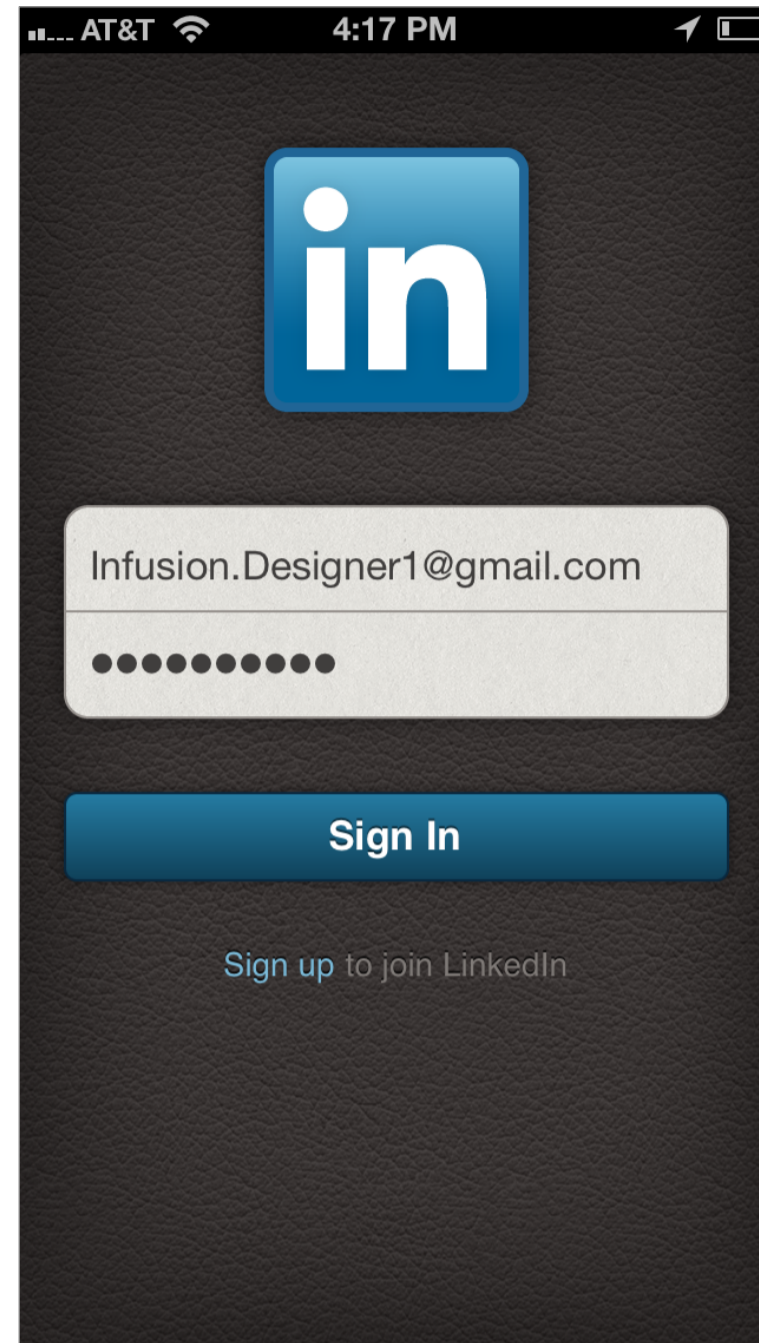 AT&T 4:17 PM
in
Infusion.Designer1@gmail.com
●●●●●●●●●●
Sign In
Sign up to join LinkedIn